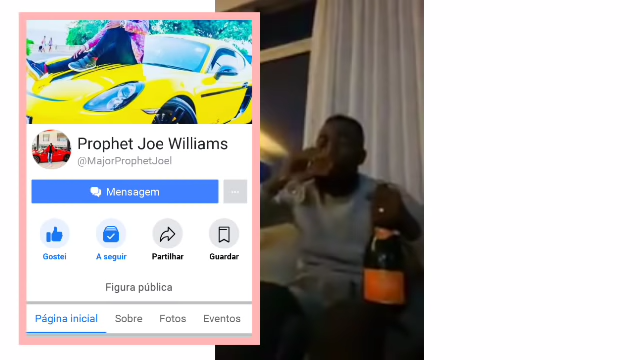 Prophet Joe Williams
@MajorProphetJoel
Mensagem
Gostei
A seguir
Partilhar
Guardar
Figura pública
Página inicial
Sobre
Fotos
Eventos